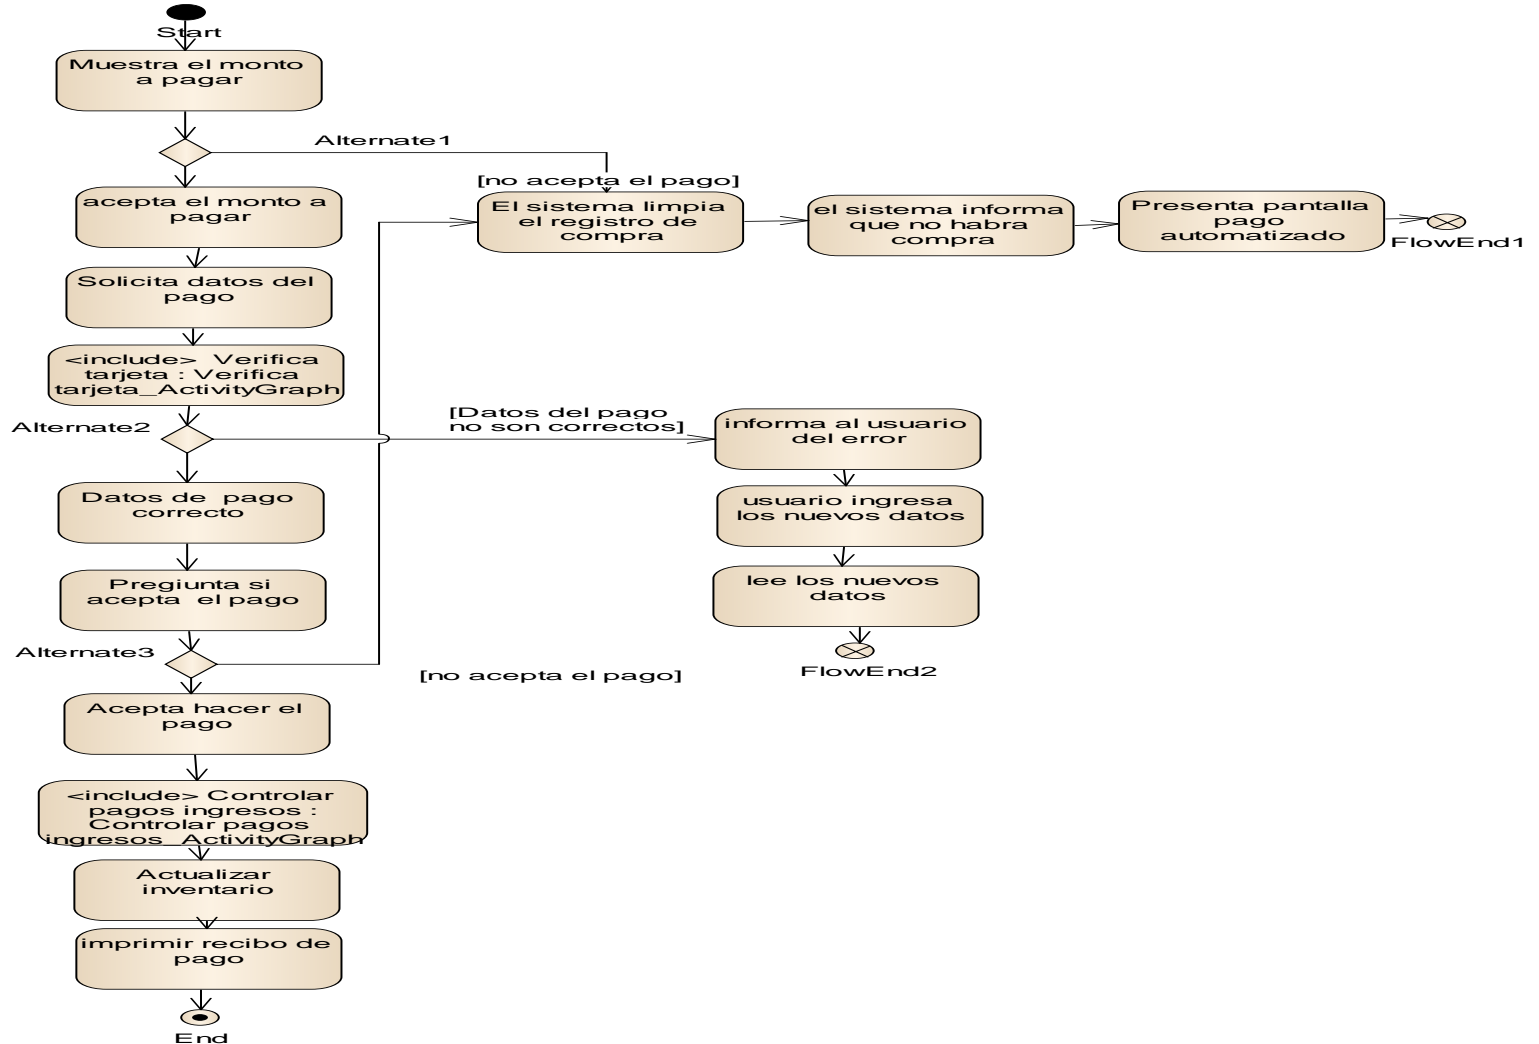 Start
Muestra el monto
a pagar
Alternate1
[no acepta el pago]
acepta el monto a
pagar
El sistema limpia
el registro de
compra
el sistema informa
que no habra
compra
Presenta pantalla
pago
automatizado
FlowEnd1
Solicita datos del
pago
<include>  Verifica
tarjeta : Verifica
tarjeta_ActivityGraph
Alternate2
[Datos del pago
no son correctos]
informa al usuario
del error
Datos de  pago
correcto
usuario ingresa
los nuevos datos
Pregiunta si
acepta  el pago
lee los nuevos
datos
Alternate3
[no acepta el pago]
FlowEnd2
Acepta hacer el
pago
<include> Controlar
pagos ingresos :
Controlar pagos
ingresos_ActivityGraph
Actualizar
inventario
imprimir recibo de
pago
End